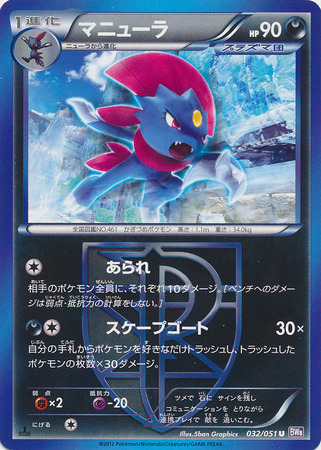 1進化
マニューラ
HP90
ニューラから進化
プラズマ団
全国図鑑NO.461 かぎづめポケモン 高さ:1.1m 重さ:34.0kg
あられ
相手のポケモン全員に、それぞれ10ダメージ。[ベンチへのダメー
ジは弱点・抵抗力の計算をしない。]
スケープゴート 30×
自分の手札からポケモンを好きなだけトラッシュし、トラッシュした
ポケモンの枚数×30ダメージ。
弱点 抵抗力
×2 -20
にげる
ツメで 石に サインを 残し
コミュニケーションを とりながら
連携プレイで 敵を 追いこむ。
Illus.5ban Graphics 032/051 U BW8
©2012 Pokémon/Nintendo/Creatures/GAME FREAK.